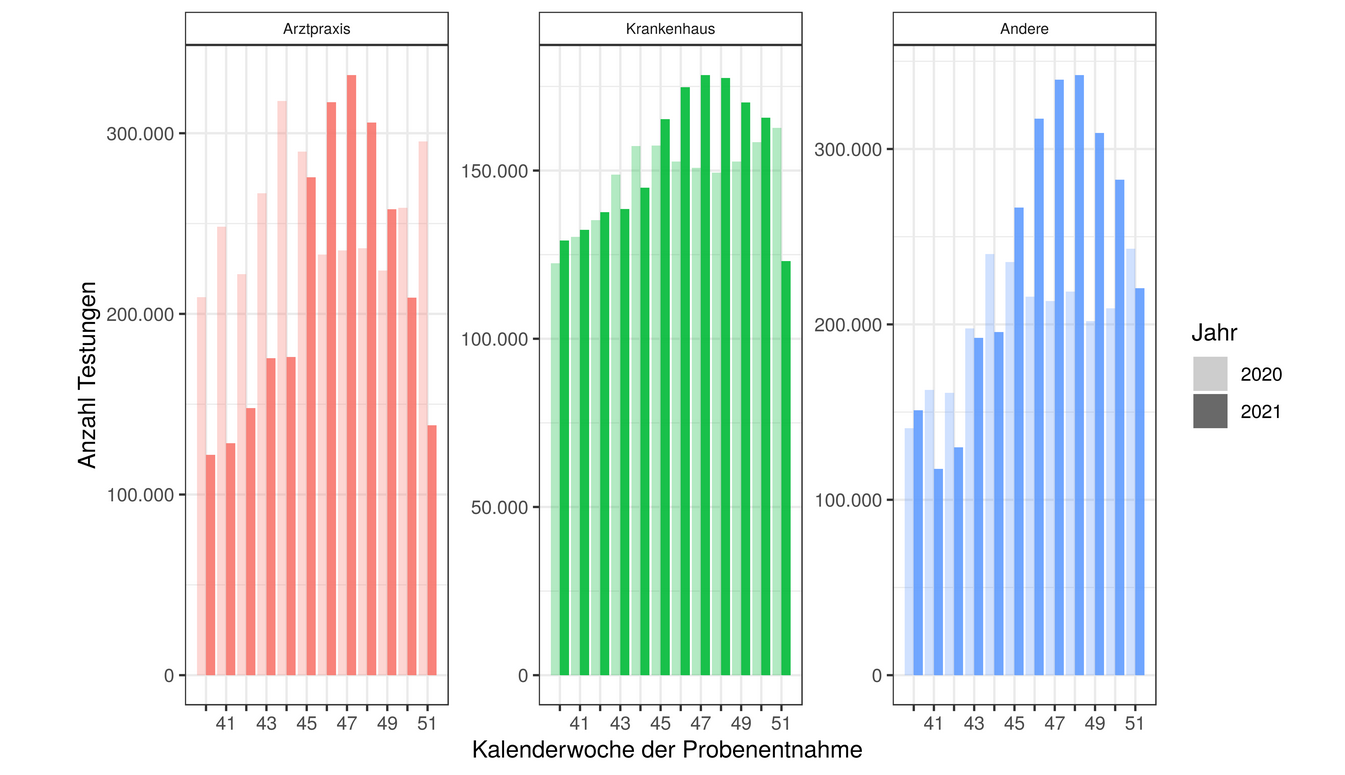 Arztpraxis
Krankenhaus
Andere
Anzahl Testungen
300.000
200.000
100.000
0
150.000
100.000
50.000
0
300.000
200.000
100.000
0
41 43 45 47 49 51
41 43 45 47 49 51
41 43 45 47 49 51
Kalenderwoche der Probenentnahme
Jahr
2020
2021